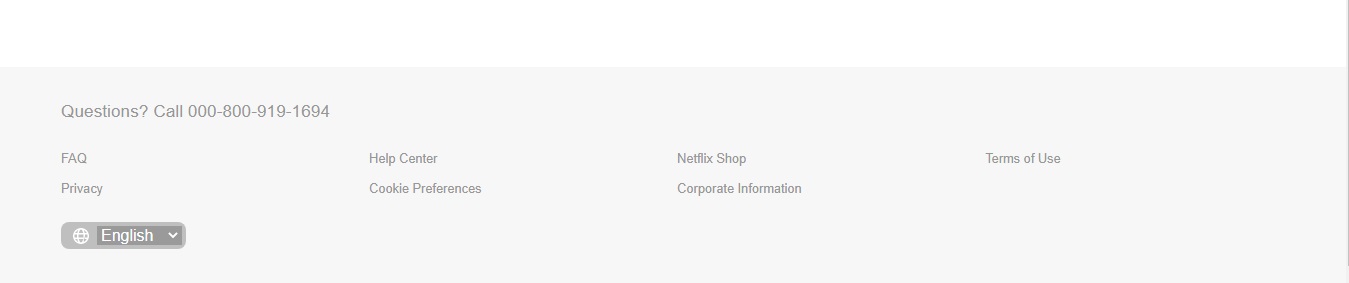 Questions? Call 000-800-919-1694
FAQ Help Center Netflix Shop Terms of Use
Privacy Cookie Preferences Corporate Information
English